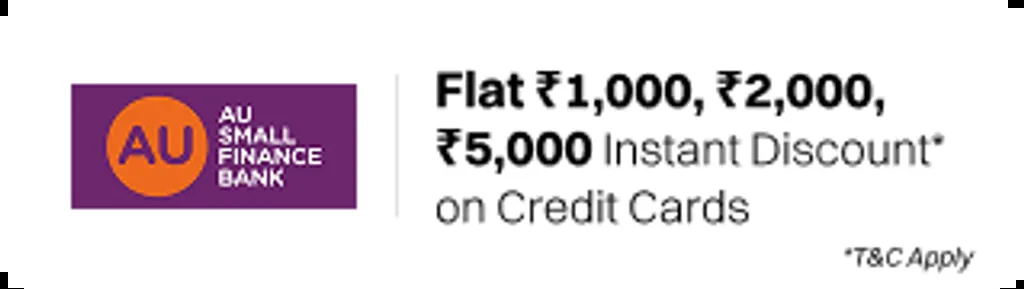 AU
AU
SMALL
FINANCE
BANK
Flat ₹1,000, ₹2,000,
₹5,000 Instant Discount*
on Credit Cards
*T&C Apply